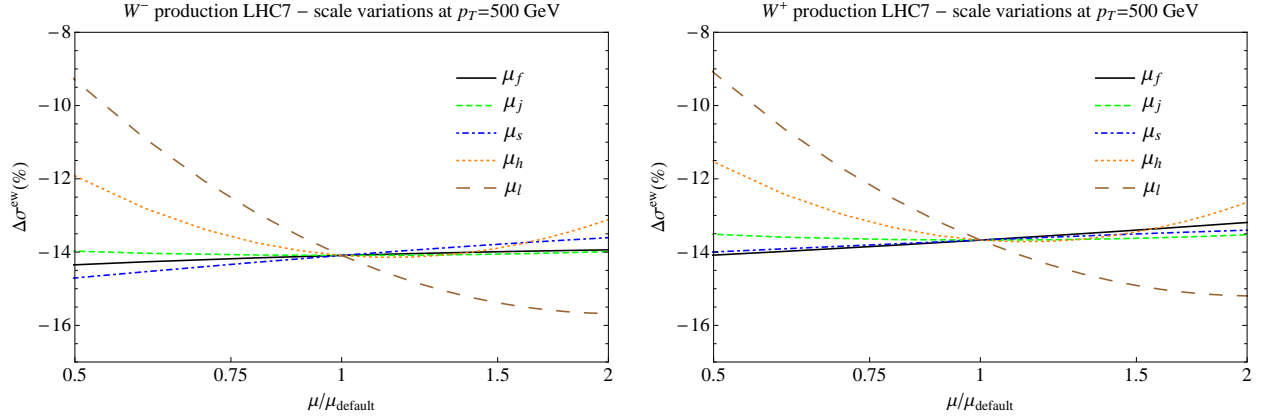 W⁻ production LHC7 – scale variations at p_T=500 GeV
−8
−10
−12
−14
−16
Δσ^ew(%)
μ_f
μ_j
μ_s
μ_h
μ_l
0.5 0.75 1 1.5 2
μ/μ_default
W⁺ production LHC7 – scale variations at p_T=500 GeV
−8
−10
−12
−14
−16
Δσ^ew(%)
μ_f
μ_j
μ_s
μ_h
μ_l
0.5 0.75 1 1.5 2
μ/μ_default